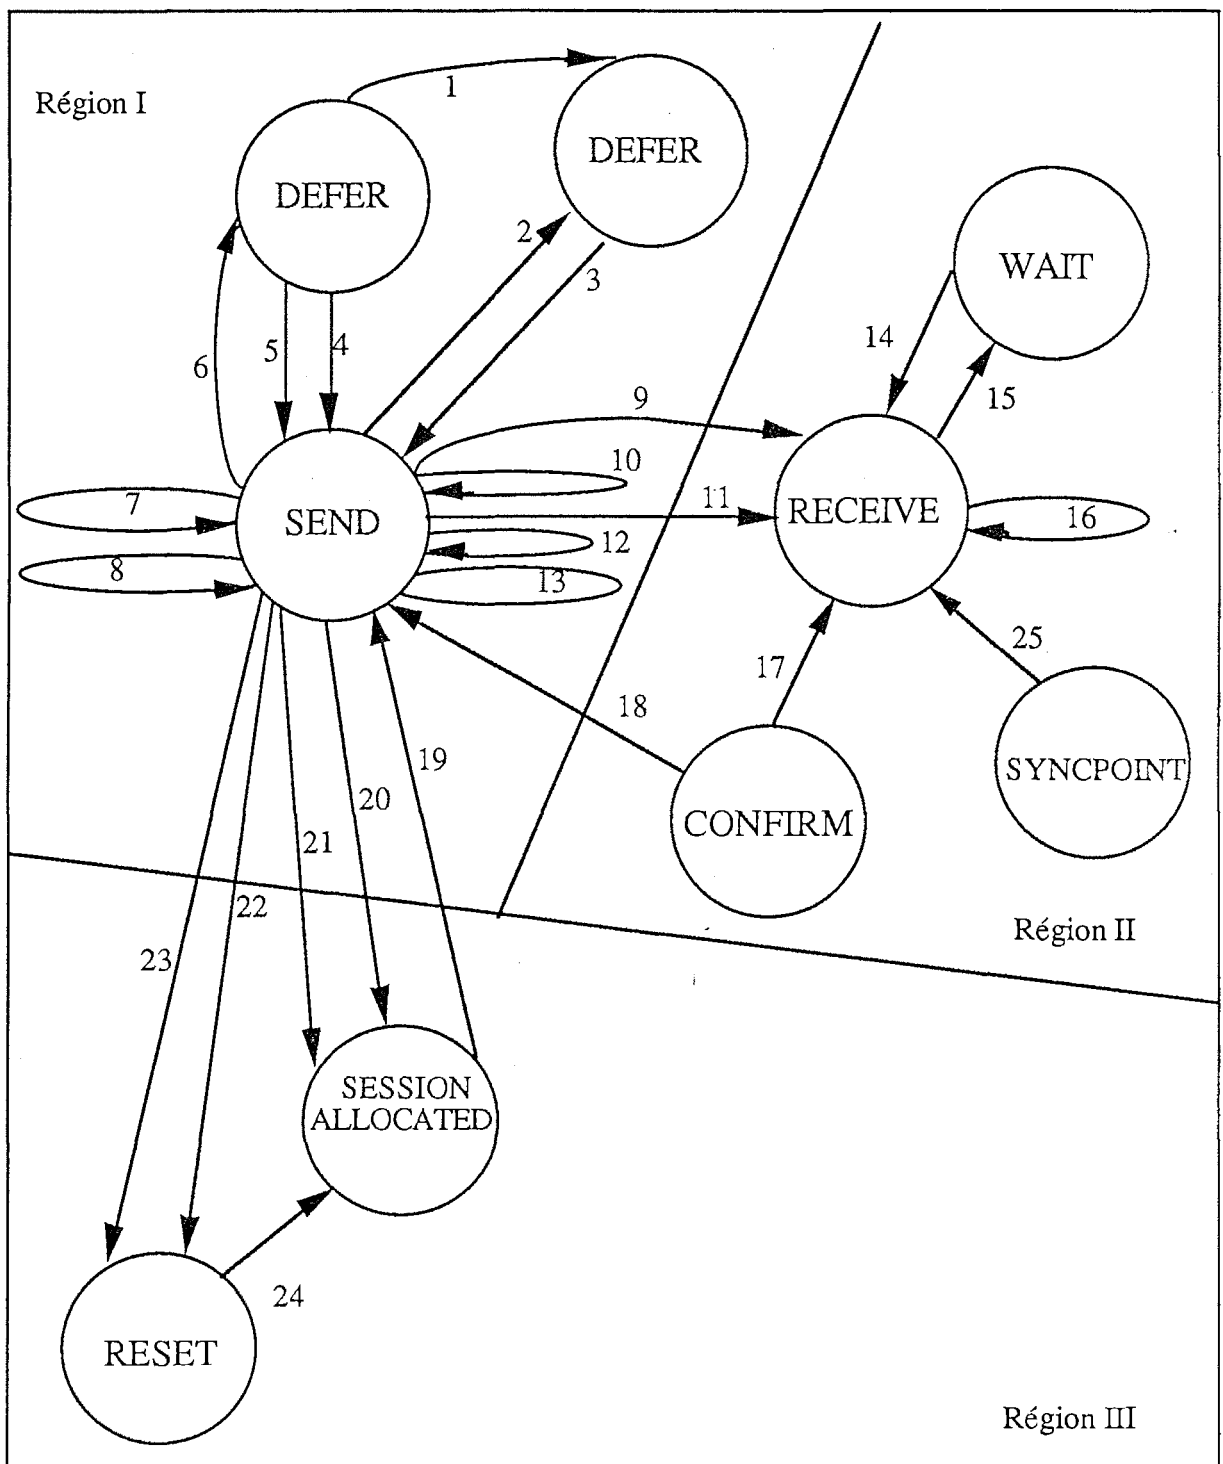 Région I
1
DEFER
DEFER
2
3
WAIT
6
5
4
14
15
9
10
7
SEND
11
RECEIVE
16
12
8
13
25
17
18
19
20
SYNCPOINT
CONFIRM
21
22
Région II
23
SESSION
ALLOCATED
24
RESET
Région III